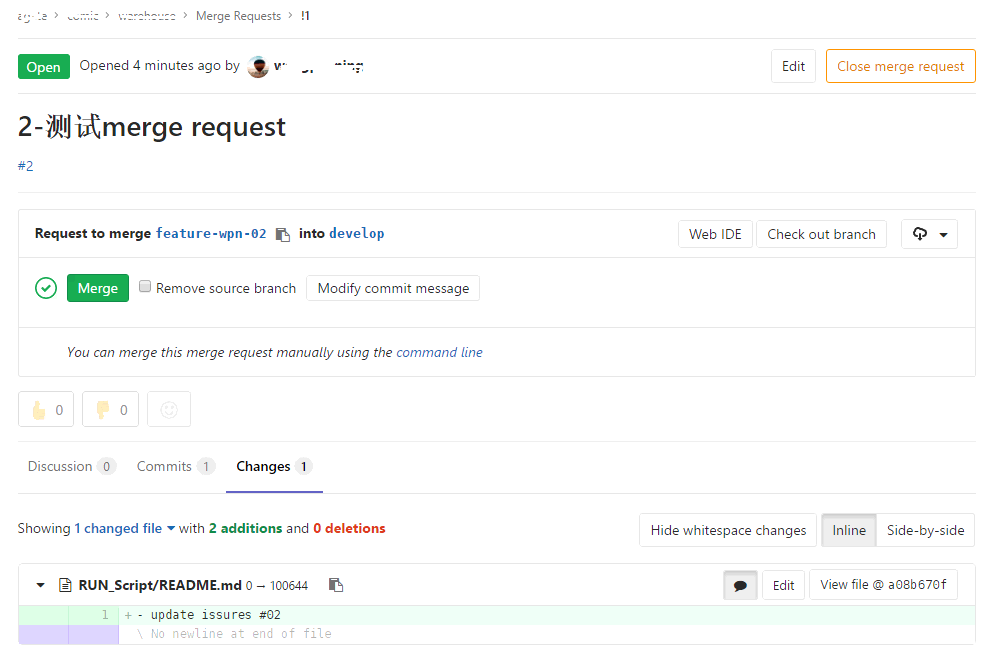 Merge Requests › !1
Open Opened 4 minutes ago by
Edit Close merge request
2-测试merge request
#2
Request to merge feature-wpn-02 into develop
Web IDE Check out branch
Merge Remove source branch Modify commit message
You can merge this merge request manually using the command line
0 0
Discussion 0 Commits 1 Changes 1
Showing 1 changed file with 2 additions and 0 deletions
Hide whitespace changes Inline Side-by-side
RUN_Script/README.md 0 → 100644
Edit View file @ a08b670f
1 + - update issures #02
\ No newline at end of file